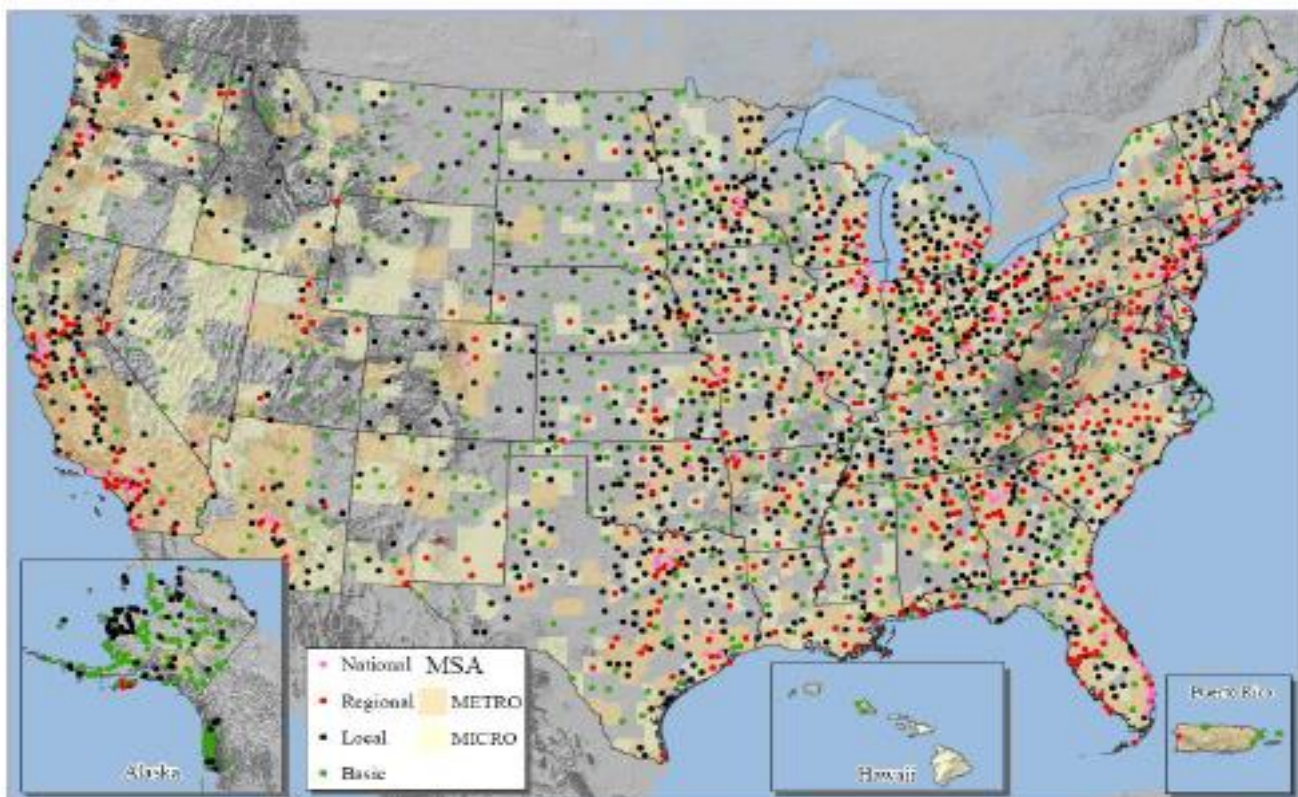 National MSA
Regional METRO
Local MICRO
Basic
Alaska
Hawaii
Puerto Rico